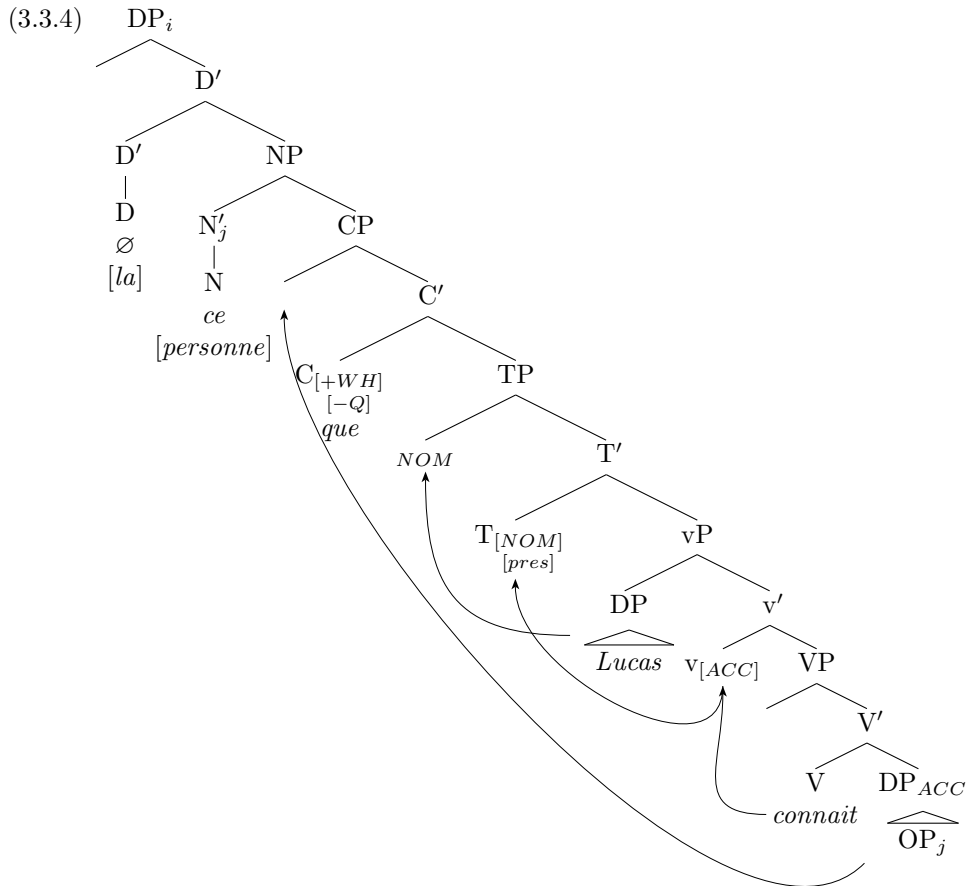 (3.3.4) DP_i
D′
D′ NP
D N′_j CP
∅
[la] N C′
ce
[personne]
C_[+WH] TP
[−Q]
que
NOM T′
T_[NOM] vP
[pres]
DP v′
Lucas v_[ACC] VP
V′
V DP_ACC
connait
OP_j